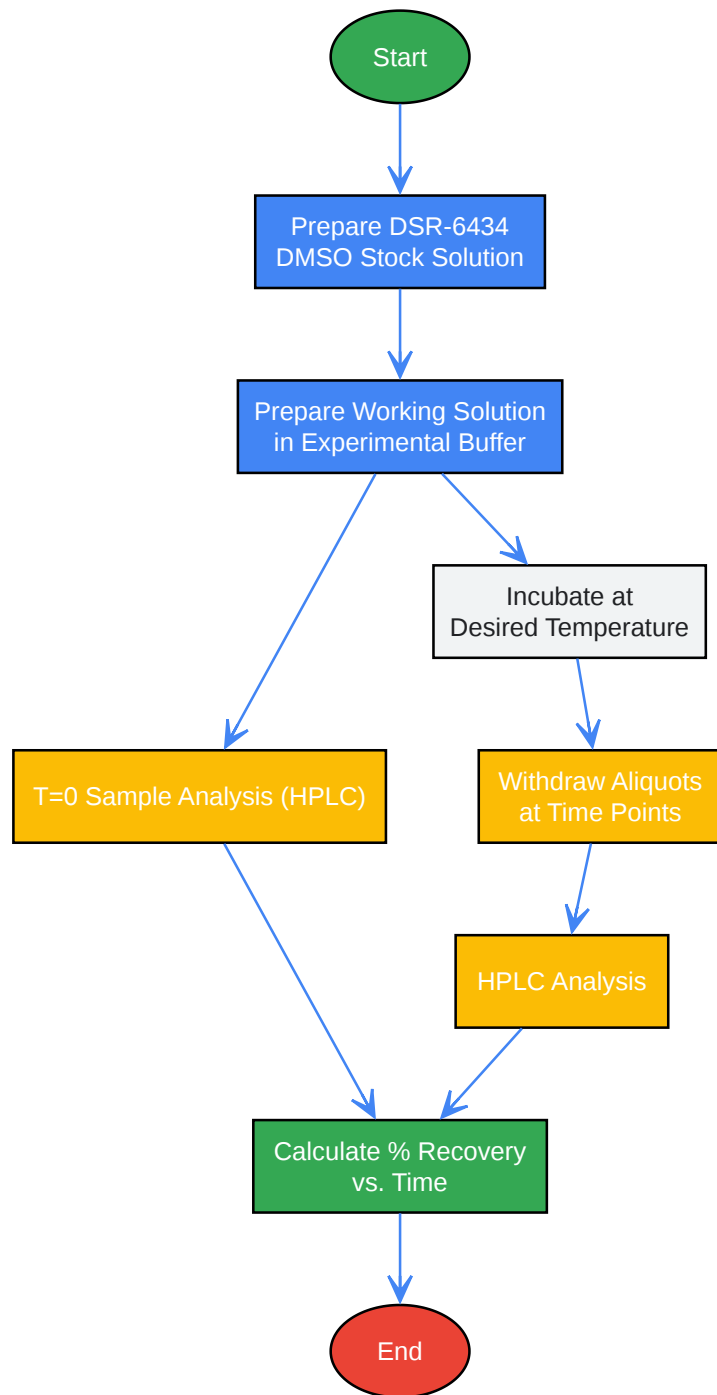 Start
Prepare DSR-6434
DMSO Stock Solution
Prepare Working Solution
in Experimental Buffer
Incubate at
Desired Temperature
T=0 Sample Analysis (HPLC)
Withdraw Aliquots
at Time Points
HPLC Analysis
Calculate % Recovery
vs. Time
End